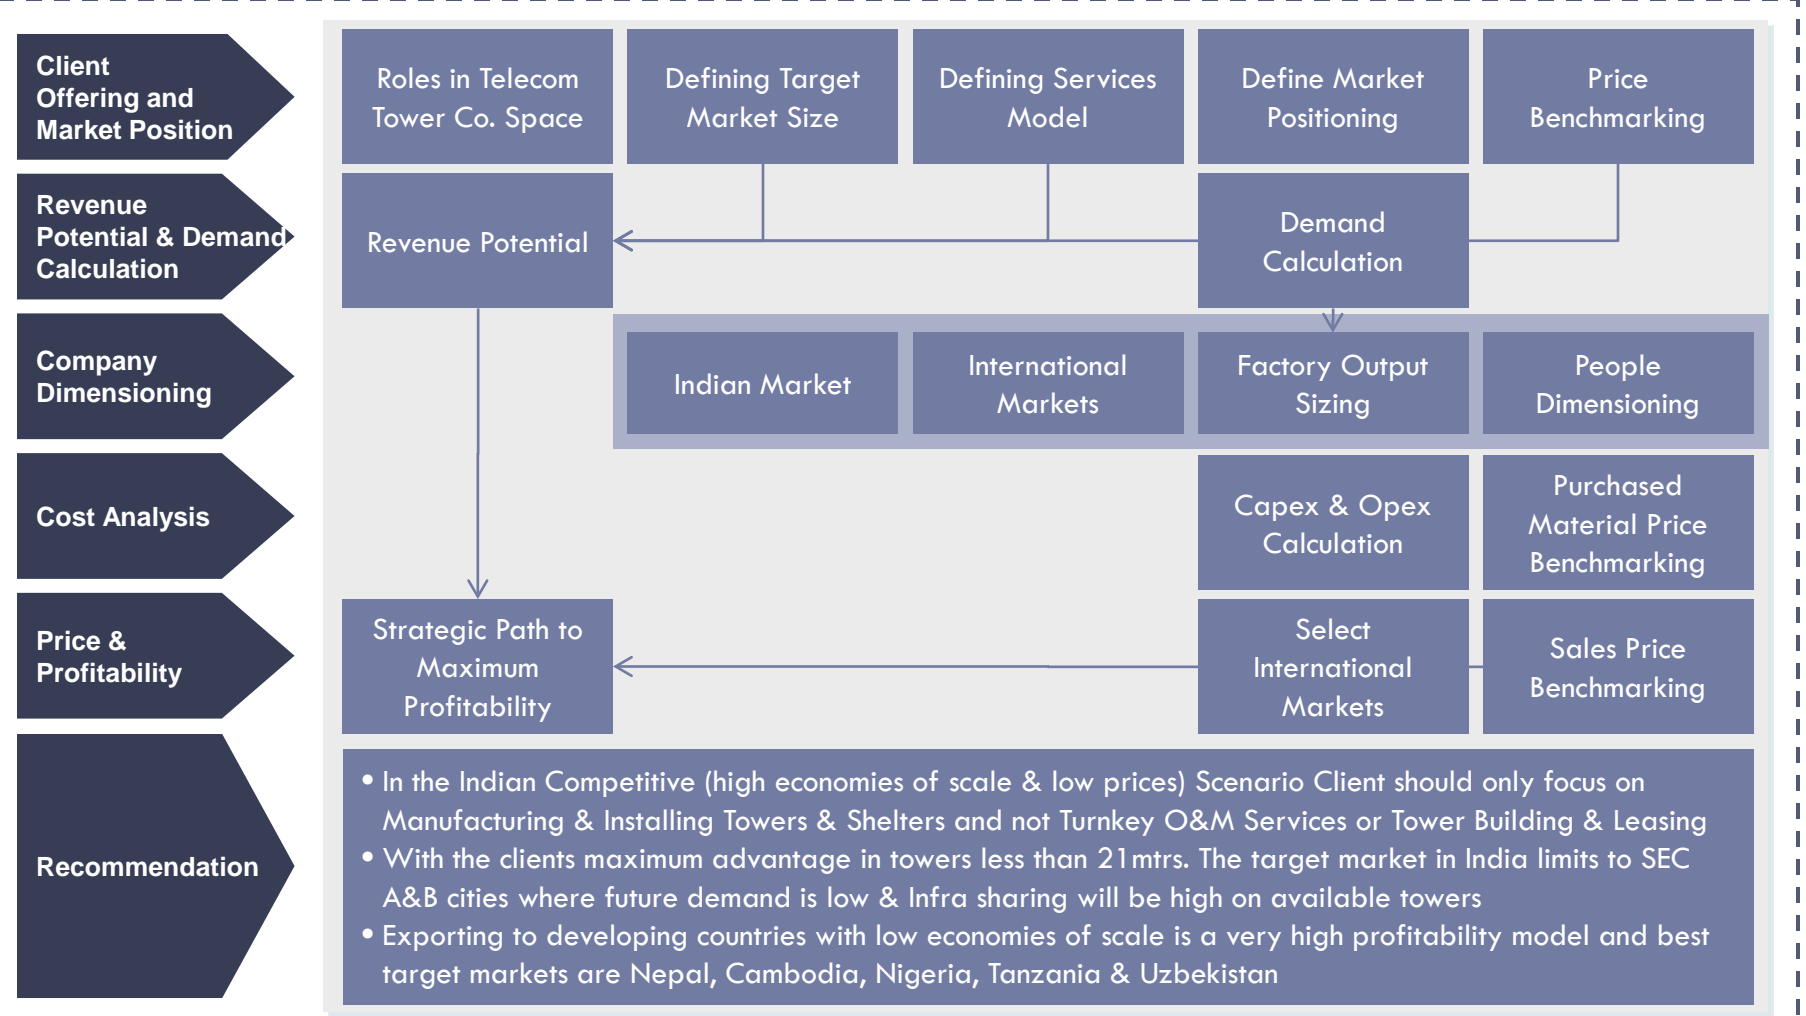 Client
Offering and
Market Position
Roles in Telecom
Tower Co. Space
Defining Target
Market Size
Defining Services
Model
Define Market
Positioning
Price
Benchmarking
Revenue
Potential & Demand
Calculation
Revenue Potential
Demand
Calculation
Company
Dimensioning
Indian Market
International
Markets
Factory Output
Sizing
People
Dimensioning
Cost Analysis
Capex & Opex
Calculation
Purchased
Material Price
Benchmarking
Price &
Profitability
Strategic Path to
Maximum
Profitability
Select
International
Markets
Sales Price
Benchmarking
Recommendation
• In the Indian Competitive (high economies of scale & low prices) Scenario Client should only focus on
Manufacturing & Installing Towers & Shelters and not Turnkey O&M Services or Tower Building & Leasing
• With the clients maximum advantage in towers less than 21mtrs. The target market in India limits to SEC
A&B cities where future demand is low & Infra sharing will be high on available towers
• Exporting to developing countries with low economies of scale is a very high profitability model and best
target markets are Nepal, Cambodia, Nigeria, Tanzania & Uzbekistan